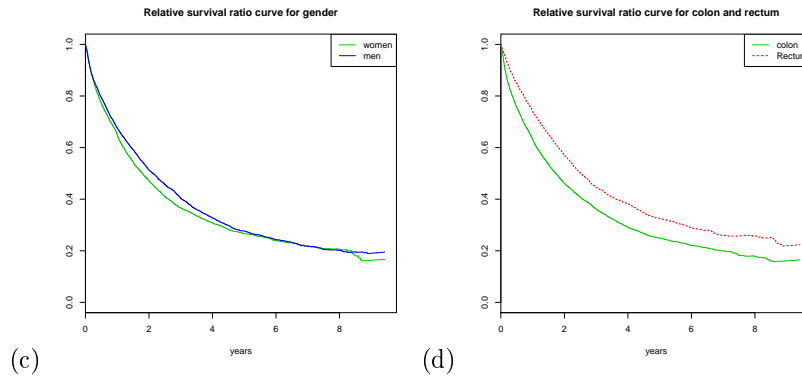 Relative survival ratio curve for gender
women
men
1.0
0.8
0.6
0.4
0.2
0.0
0 2 4 6 8
years
(c)
Relative survival ratio curve for colon and rectum
colon
Rectur
1.0
0.8
0.6
0.4
0.2
0.0
0 2 4 6 8
years
(d)